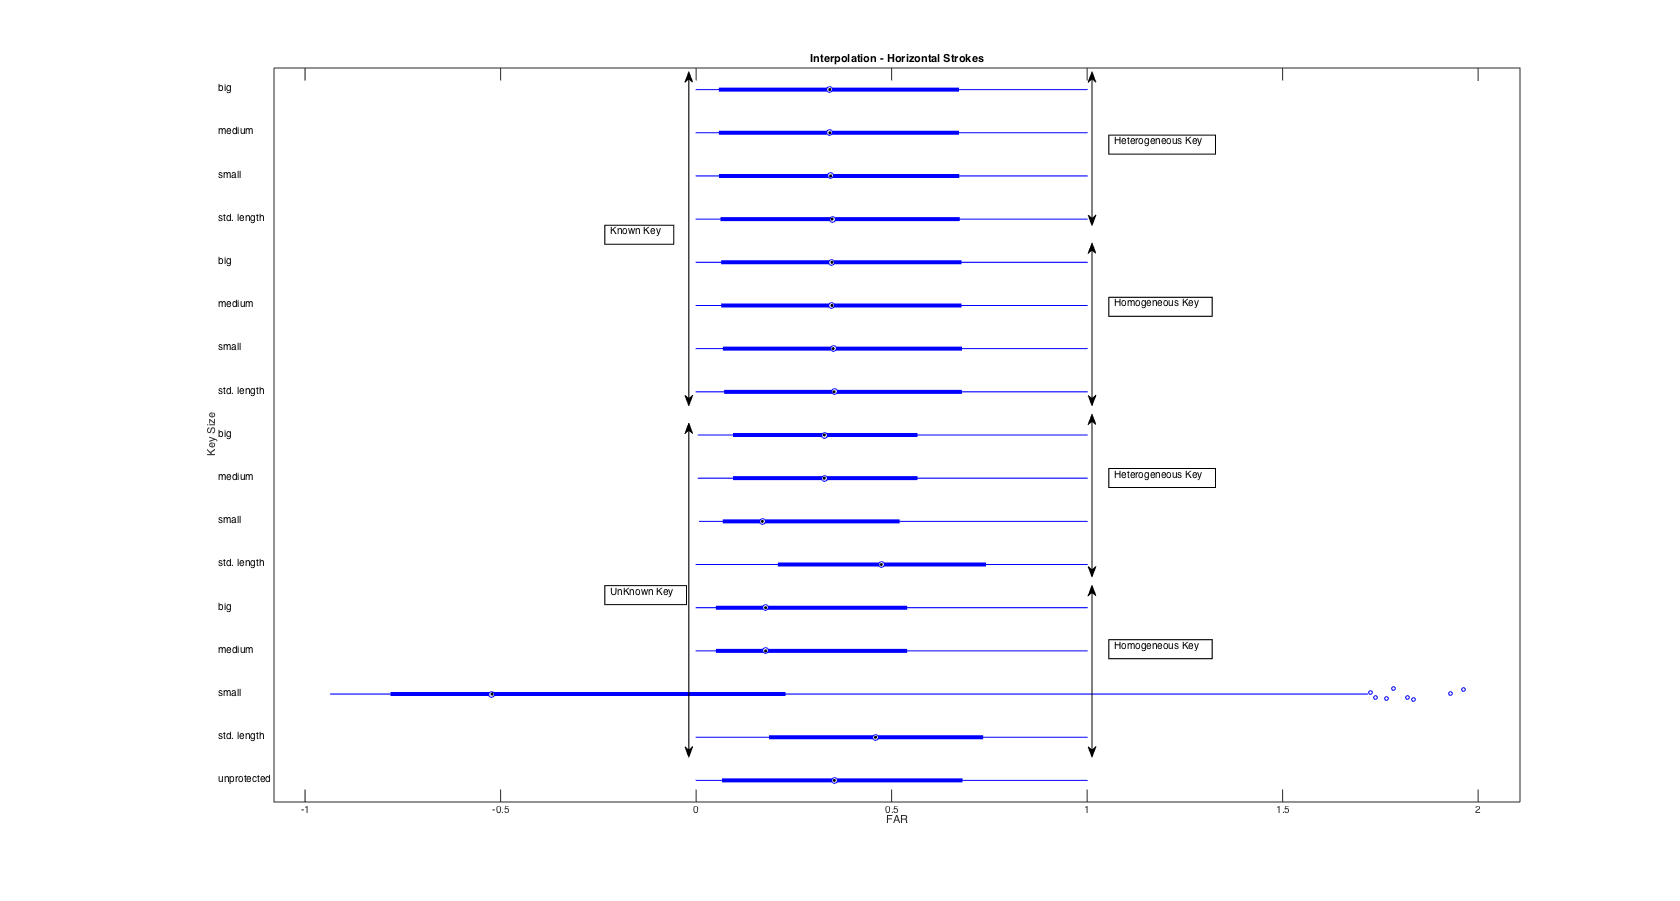 Interpolation - Horizontal Strokes
big
medium
Heterogeneous Key
small
std. length
Known Key
big
medium
Homogeneous Key
small
std. length
Key Size
big
medium
Heterogeneous Key
small
std. length
UnKnown Key
big
medium
Homogeneous Key
small
std. length
unprotected
-1 -0.5 0 0.5 1 1.5 2
FAR